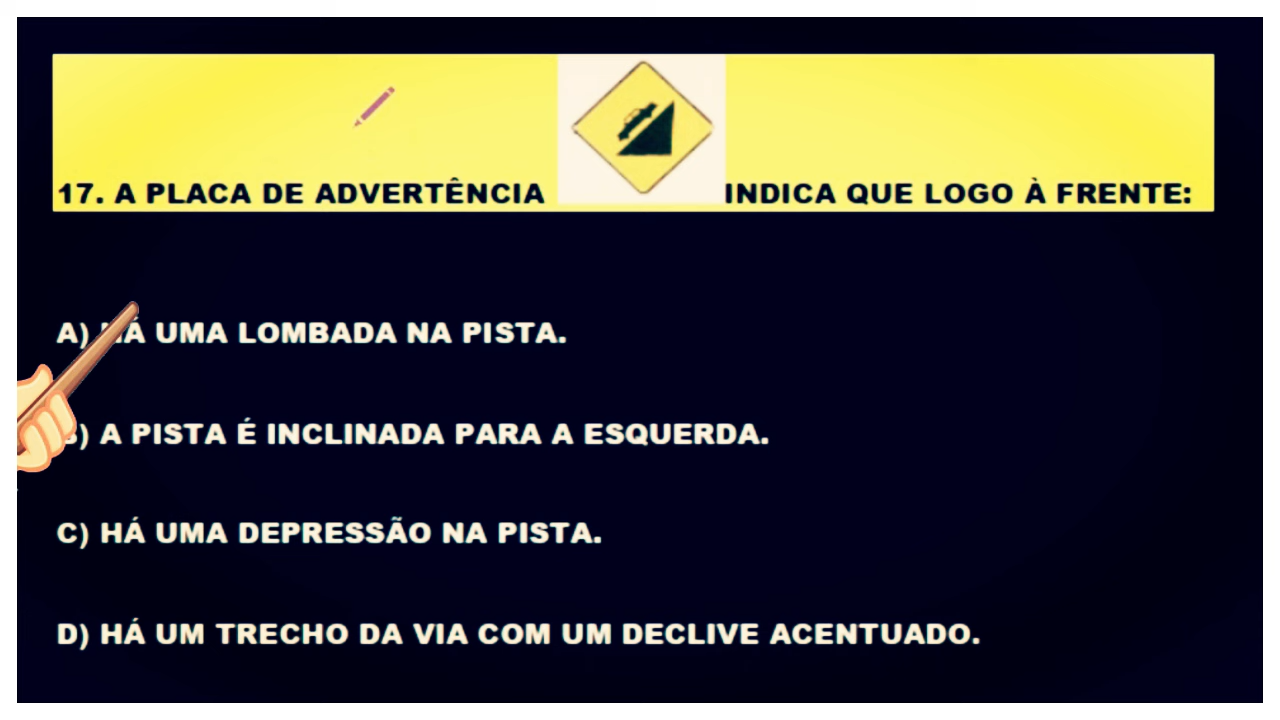 17. A PLACA DE ADVERTÊNCIA INDICA QUE LOGO À FRENTE:
A) HÁ UMA LOMBADA NA PISTA.
B) A PISTA É INCLINADA PARA A ESQUERDA.
C) HÁ UMA DEPRESSÃO NA PISTA.
D) HÁ UM TRECHO DA VIA COM UM DECLIVE ACENTUADO.